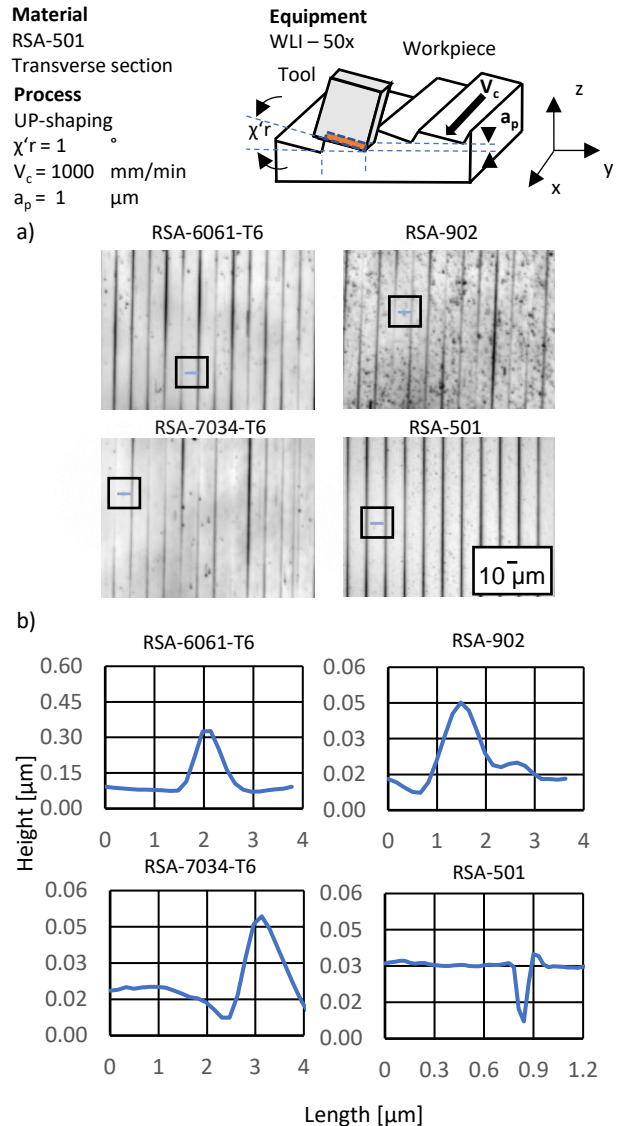 Material
RSA-501
Transverse section
Process
UP-shaping
χ‘r = 1 °
Vc = 1000 mm/min
ap = 1 µm
Equipment
WLI – 50x
Workpiece
Tool
Vc
χ‘r
ap
z
y
x
a)
RSA-6061-T6
RSA-902
RSA-7034-T6
RSA-501
10 µm
b)
RSA-6061-T6
0.60
0.45
0.30
0.15
0.00
0 1 2 3 4
RSA-902
0.06
0.05
0.03
0.02
0.00
0 1 2 3 4
Height [µm]
RSA-7034-T6
0.06
0.05
0.03
0.02
0.00
0 1 2 3 4
RSA-501
0.06
0.05
0.03
0.02
0.00
0 0.3 0.6 0.9 1.2
Length [µm]